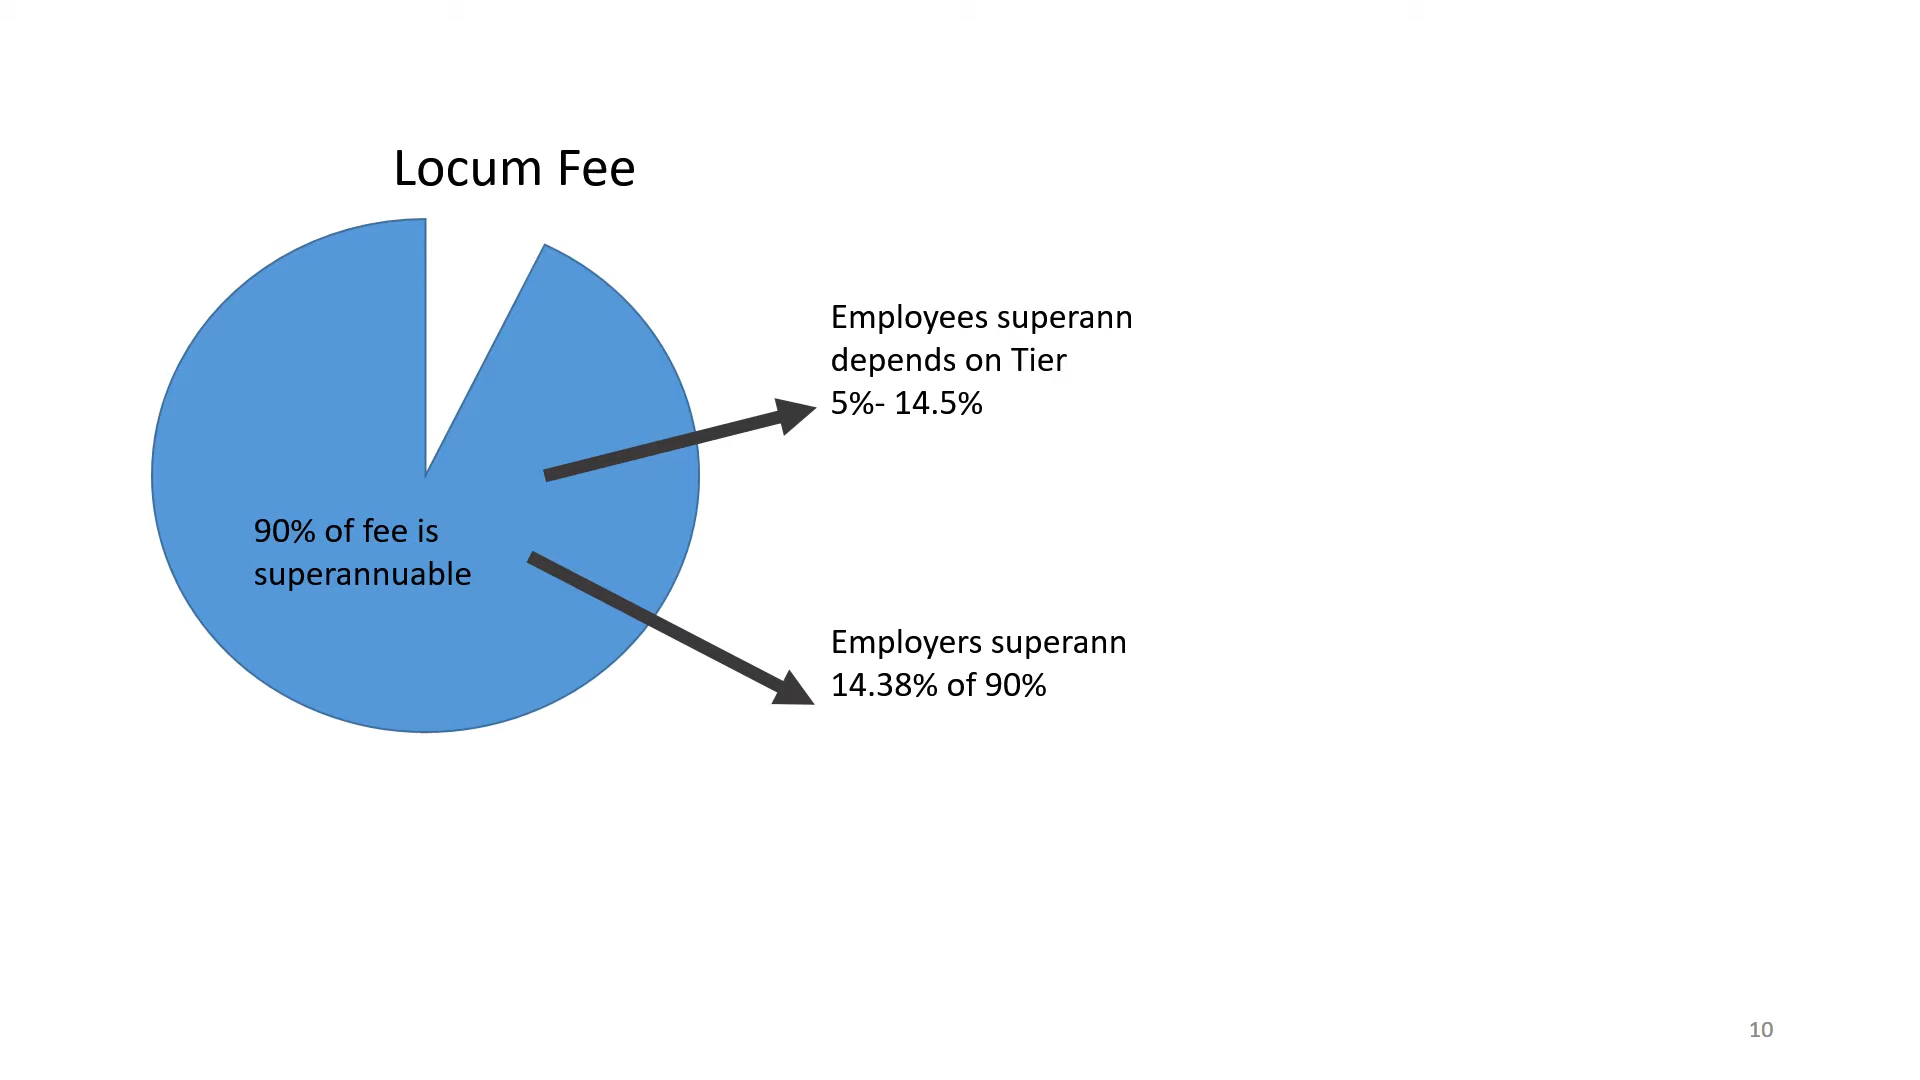 Locum Fee
Employees superann
depends on Tier
5%- 14.5%
90% of fee is
superannuable
Employers superann
14.38% of 90%
10